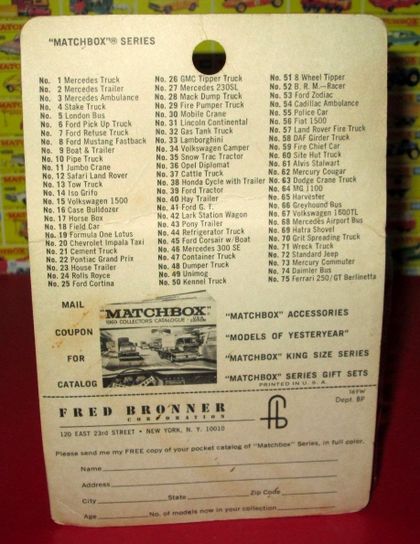 "MATCHBOX"® SERIES
No. 1 Mercedes Truck
No. 2 Mercedes Trailer
No. 3 Mercedes Ambulance
No. 4 Stake Truck
No. 5 London Bus
No. 6 Ford Pick Up Truck
No. 7 Ford Refuse Truck
No. 8 Ford Mustang Fastback
No. 9 Boat & Trailer
No. 10 Pipe Truck
No. 11 Jumbo Crane
No. 12 Safari Land Rover
No. 13 Tow Truck
No. 14 Iso Grifo
No. 15 Volkswagen 1500
No. 16 Case Bulldozer
No. 17 Horse Box
No. 18 Field Car
No. 19 Formula One Lotus
No. 20 Chevrolet Impala Taxi
No. 21 Cement Truck
No. 22 Pontiac Grand Prix
No. 23 House Trailer
No. 24 Rolls Royce
No. 25 Ford Cortina
No. 26 GMC Tipper Truck
No. 27 Mercedes 230SL
No. 28 Mack Dump Truck
No. 29 Fire Pumper Truck
No. 30 Mobile Crane
No. 31 Lincoln Continental
No. 32 Gas Tank Truck
No. 33 Lamborghini
No. 34 Volkswagen Camper
No. 35 Snow Trac Tractor
No. 36 Opel Diplomat
No. 37 Cattle Truck
No. 38 Honda Cycle with Trailer
No. 39 Ford Tractor
No. 40 Hay Trailer
No. 41 Ford G. T.
No. 42 Lark Station Wagon
No. 43 Pony Trailer
No. 44 Refrigerator Truck
No. 45 Ford Corsair w/Boat
No. 46 Mercedes 300 SE
No. 47 Container Truck
No. 48 Dumper Truck
No. 49 Unimog
No. 50 Kennel Truck
No. 51 8 Wheel Tipper
No. 52 B. R. M.—Racer
No. 53 Ford Zodiac
No. 54 Cadillac Ambulance
No. 55 Police Car
No. 56 Fiat 1500
No. 57 Land Rover Fire Truck
No. 58 DAF Girder Truck
No. 59 Fire Chief Car
No. 60 Site Hut Truck
No. 61 Alvis Stalwart
No. 62 Mercury Cougar
No. 63 Dodge Crane Truck
No. 64 MG 1100
No. 65 Harvester
No. 66 Greyhound Bus
No. 67 Volkswagen 1600TL
No. 68 Mercedes Airport Bus
No. 69 Hatra Shovel
No. 70 Grit Spreading Truck
No. 71 Wreck Truck
No. 72 Standard Jeep
No. 73 Mercury Commuter
No. 74 Daimler Bus
No. 75 Ferrari 250/GT Berlinetta
MAIL
COUPON
FOR
CATALOG
MATCHBOX
1969 COLLECTOR'S CATALOGUE
"MATCHBOX" ACCESSORIES
"MODELS OF YESTERYEAR"
"MATCHBOX" KING SIZE SERIES
"MATCHBOX" SERIES GIFT SETS
PRINTED IN U.S.A.
FRED BRONNER
CORPORATION
120 EAST 23rd STREET • NEW YORK, N. Y. 10010
fb
Dept. BP
Please send me my FREE copy of your pocket catalog of "Matchbox" Series, in full color.
Name
Address
City State Zip Code
Age No. of models now in your collection